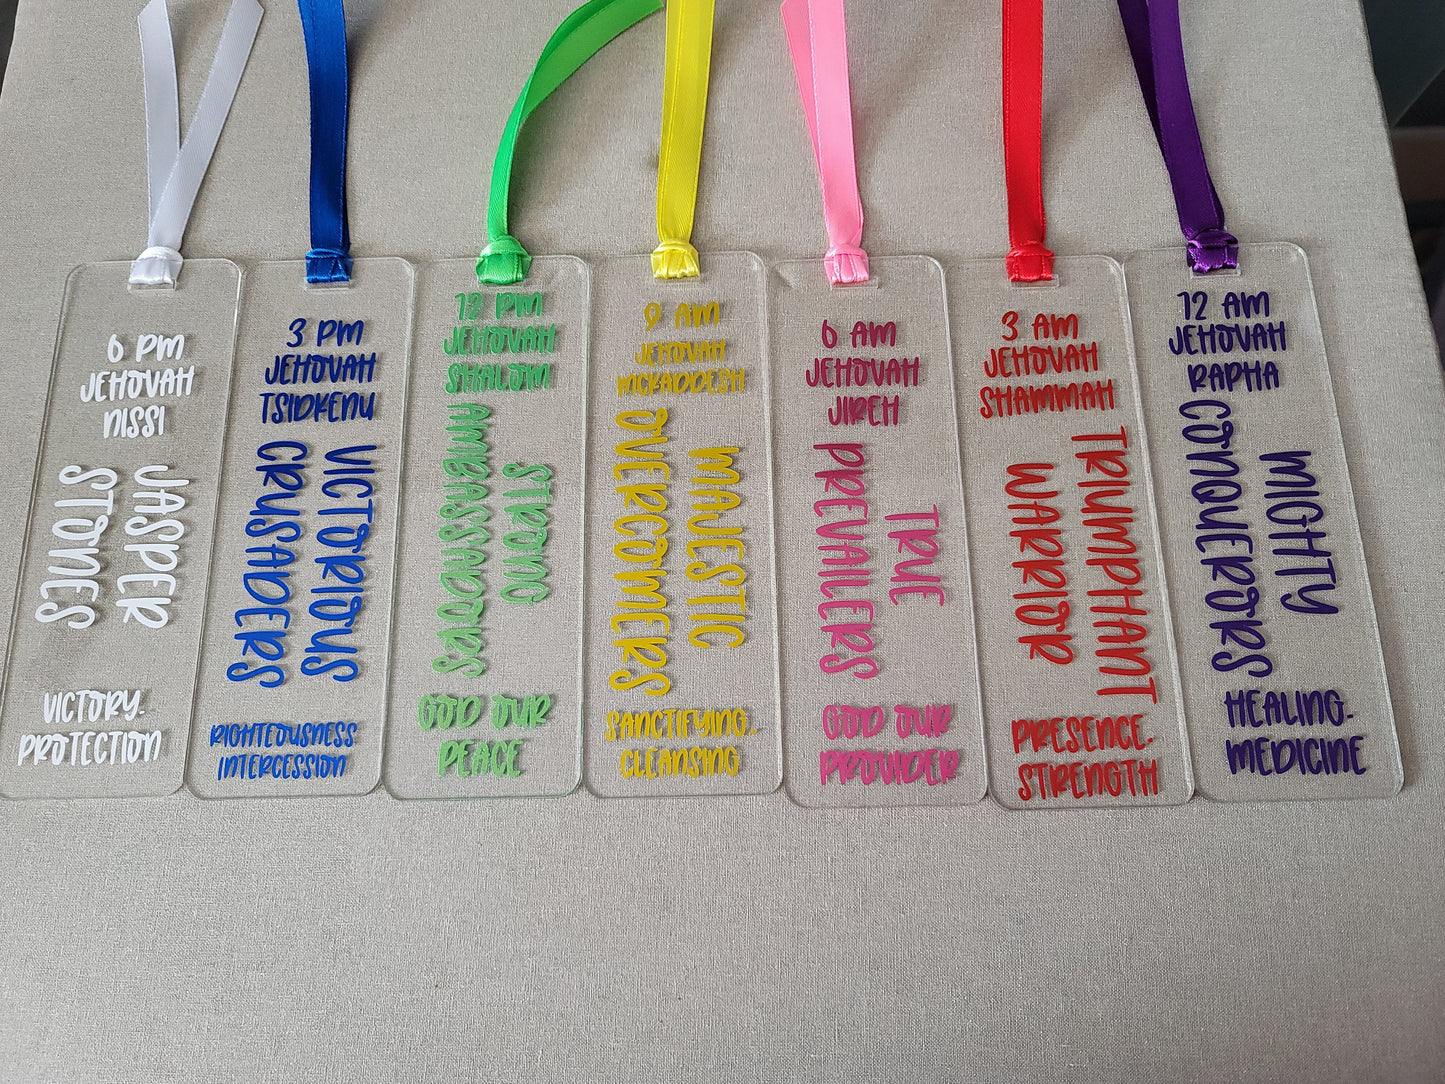 6 PM
JEHOVAH
NISSI
JASPER
STONES
VICTORY.
PROTECTION
3 PM
JEHOVAH
TSIDKENU
VICTORIOUS
CRUSADERS
RIGHTEOUSNESS
INTERCESSION
12 PM
JEHOVAH
SHALOM
STRONG
AMBASSADORS
GOD OUR
PEACE
9 AM
JEHOVAH
MCKADDESH
MAJESTIC
OVERCOMERS
SANCTIFYING.
CLEANSING
6 AM
JEHOVAH
JIREH
TRUE
PREVAILERS
GOD OUR
PROVIDER
3 AM
JEHOVAH
SHAMMAH
TRIUMPHANT
WARRIOR
PRESENCE.
STRENGTH
12 AM
JEHOVAH
RAPHA
MIGHTY
CONQUERORS
HEALING.
MEDICINE